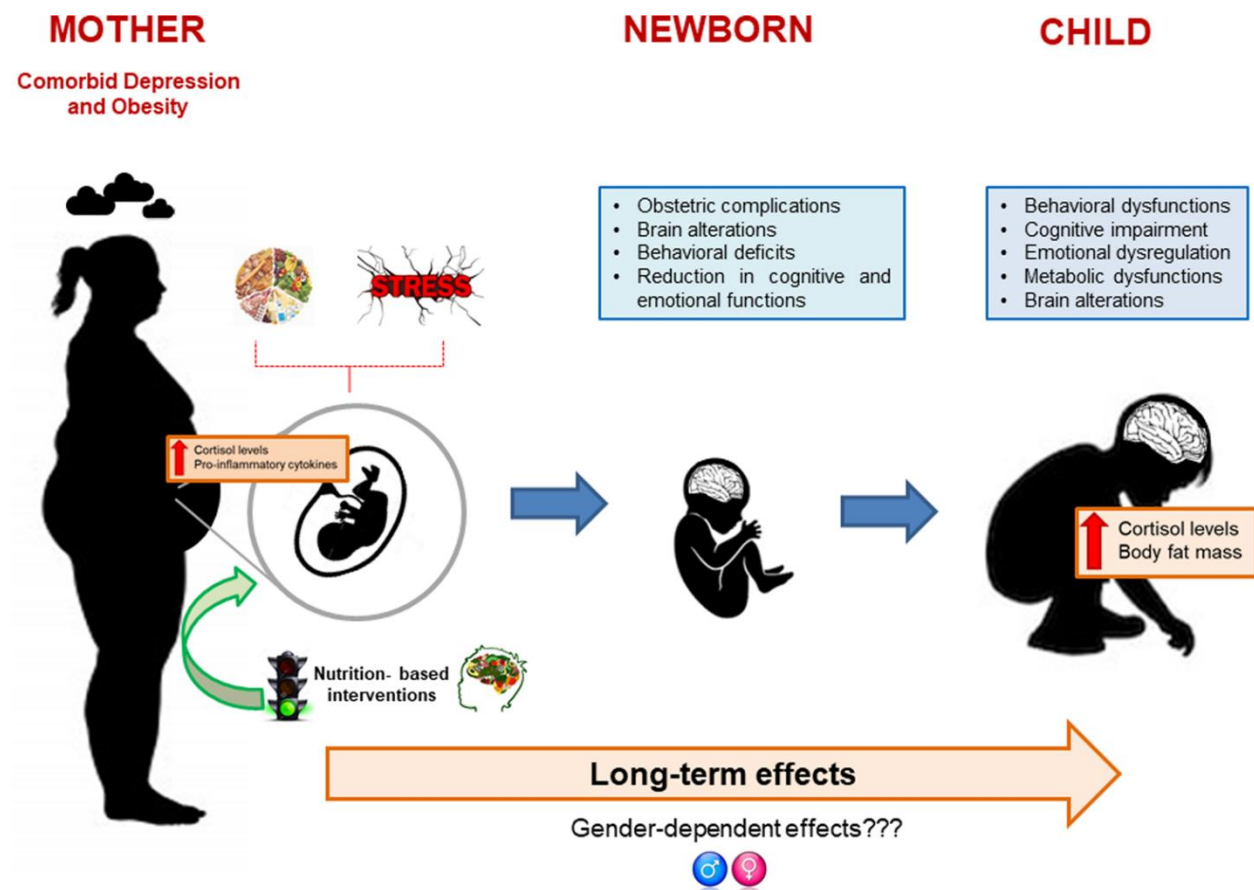 MOTHER
Comorbid Depression
and Obesity
NEWBORN
CHILD
STRESS
• Obstetric complications
• Brain alterations
• Behavioral deficits
• Reduction in cognitive and
emotional functions
• Behavioral dysfunctions
• Cognitive impairment
• Emotional dysregulation
• Metabolic dysfunctions
• Brain alterations
Cortisol levels
Pro-inflammatory cytokines
Cortisol levels
Body fat mass
Nutrition- based
interventions
Long-term effects
Gender-dependent effects???
♂ ♀